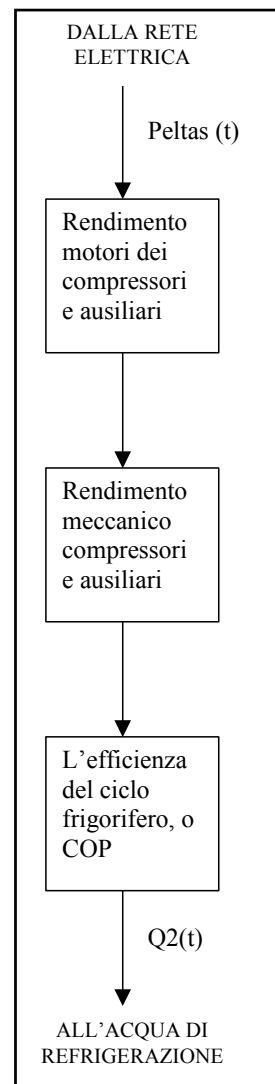 DALLA RETE
ELETTRICA
Peltas (t)
Rendimento
motori dei
compressori
e ausiliari
Rendimento
meccanico
compressori
e ausiliari
L’efficienza
del ciclo
frigorifero, o
COP
Q2(t)
ALL’ACQUA DI
REFRIGERAZIONE